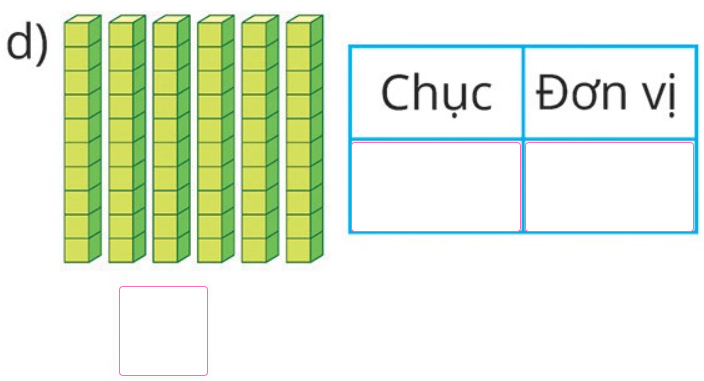 d)
Chục Đơn vị